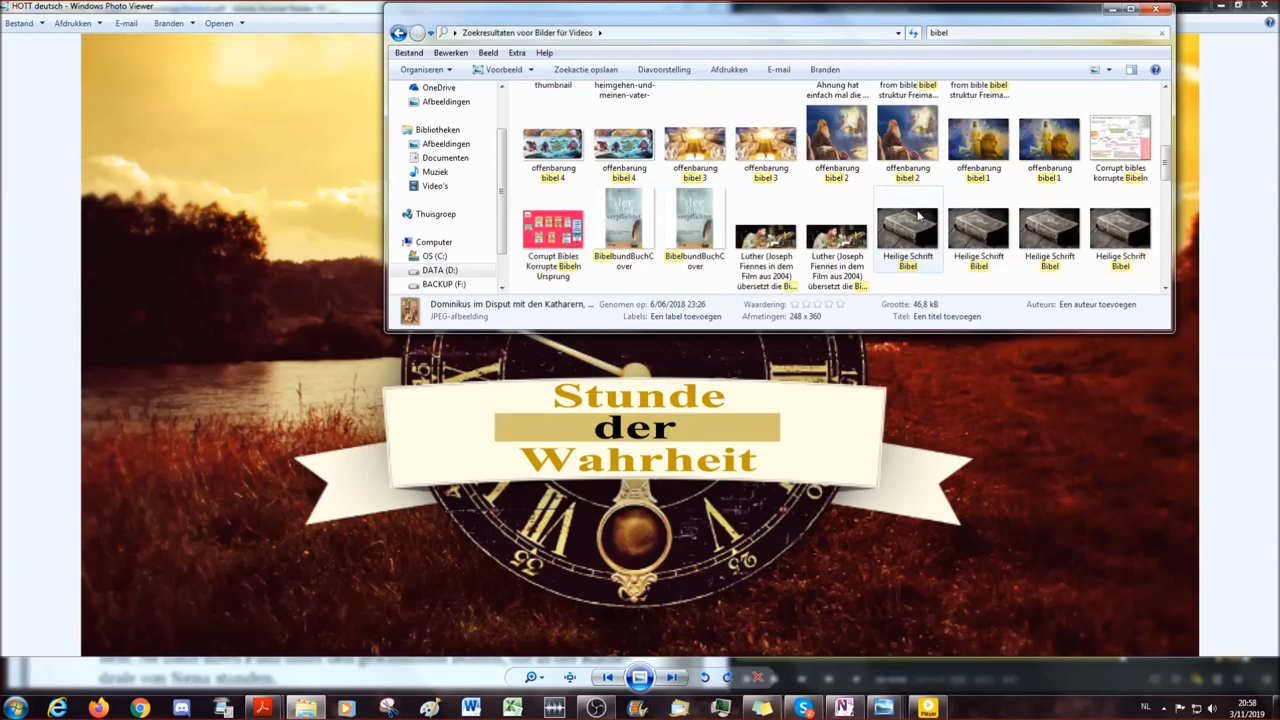 HOTT deutsch - Windows Photo Viewer
Bestand Afdrukken E-mail Branden Openen
Zoekresultaten voor Bilder für Videos
bibel
Bestand Bewerken Beeld Extra Help
Organiseren Voorbeeld Zoekactie opslaan Diavoorstelling Afdrukken E-mail Branden
OneDrive
Afbeeldingen
Bibliotheken
Afbeeldingen
Documenten
Muziek
Video's
Thuisgroep
Computer
OS (C:)
DATA (D:)
BACKUP (F:)
thumbnail
heimgehen-und-
meinen-vater-
Ahnung hat
einfach mal die ...
from bible bibel
struktur Freima...
from bible bibel
struktur Freima...
offenbarung
bibel 4
offenbarung
bibel 4
offenbarung
bibel 3
offenbarung
bibel 3
offenbarung
bibel 2
offenbarung
bibel 2
offenbarung
bibel 1
offenbarung
bibel 1
Corrupt bibles
korrupte Bibeln
Corrupt Bibles
Korrupte Bibeln
Ursprung
BibelbundBuchC
over
BibelbundBuchC
over
Luther (Joseph
Fiennes in dem
Film aus 2004)
übersetzt die Bi...
Luther (Joseph
Fiennes in dem
Film aus 2004)
übersetzt die Bi...
Heilige Schrift
Bibel
Heilige Schrift
Bibel
Heilige Schrift
Bibel
Heilige Schrift
Bibel
Dominikus im Disput mit den Katharern, ... Genomen op: 6/06/2018 23:26 Waardering: Grootte: 46,8 kB Auteurs: Een auteur toevoegen
JPEG-afbeelding Labels: Een label toevoegen Afmetingen: 248 x 360 Titel: Een titel toevoegen
Stunde
der
Wahrheit
drale von Nena stunden.
NL
20:58
3/11/2019
Player